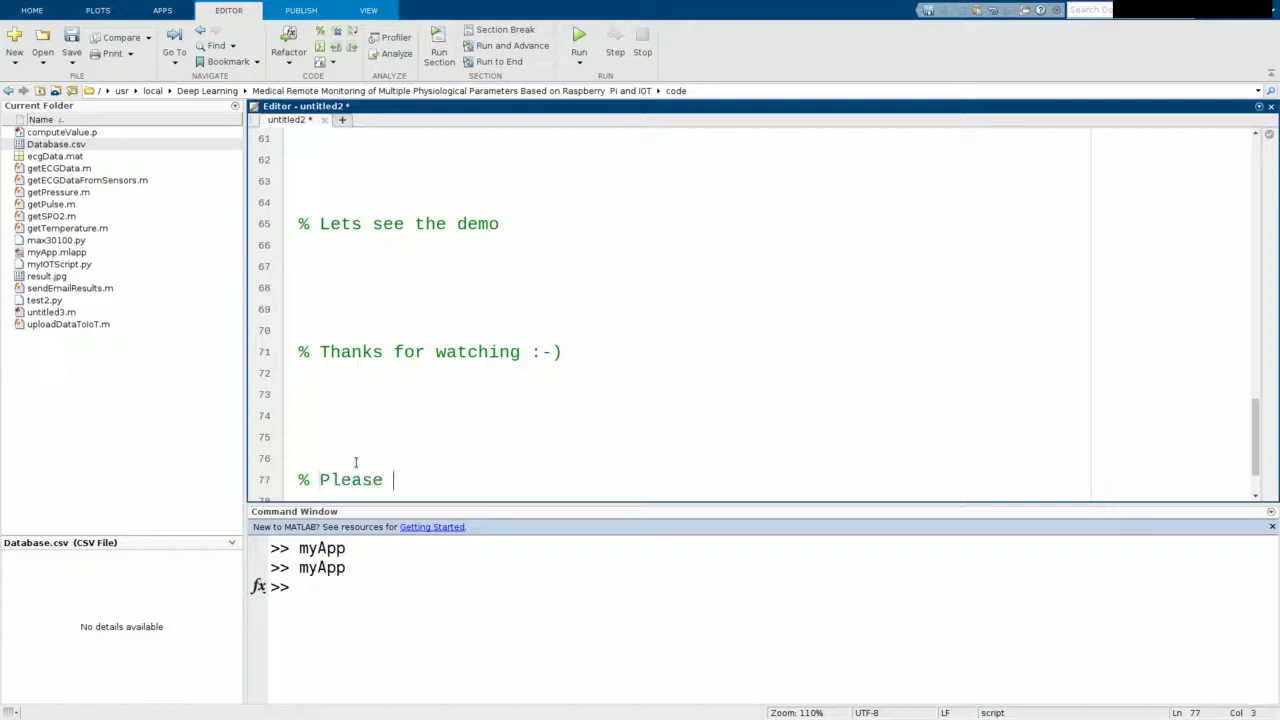 HOME PLOTS APPS EDITOR PUBLISH VIEW
Search Do
New Open Save Compare Print
Go To Find Bookmark
Refactor
Profiler Analyze
Run Section Section Break Run and Advance Run to End
Run Step Stop
FILE NAVIGATE CODE ANALYZE SECTION RUN
/ usr local Deep Learning Medical Remote Monitoring of Multiple Physiological Parameters Based on Raspberry Pi and IOT code
Current Folder
Name
computeValue.p
Database.csv
ecgData.mat
getECGData.m
getECGDataFromSensors.m
getPressure.m
getPulse.m
getSPO2.m
getTemperature.m
max30100.py
myApp.mlapp
myIOTScript.py
result.jpg
sendEmailResults.m
test2.py
untitled3.m
uploadDataToIoT.m
Database.csv (CSV File)
No details available
Editor - untitled2 *
untitled2 *
61
62
63
64
65 % Lets see the demo
66
67
68
69
70
71 % Thanks for watching :-)
72
73
74
75
76
77 % Please
78
Command Window
New to MATLAB? See resources for Getting Started.
>> myApp
>> myApp
fx >>
Zoom: 110% UTF-8 LF script Ln 77 Col 3